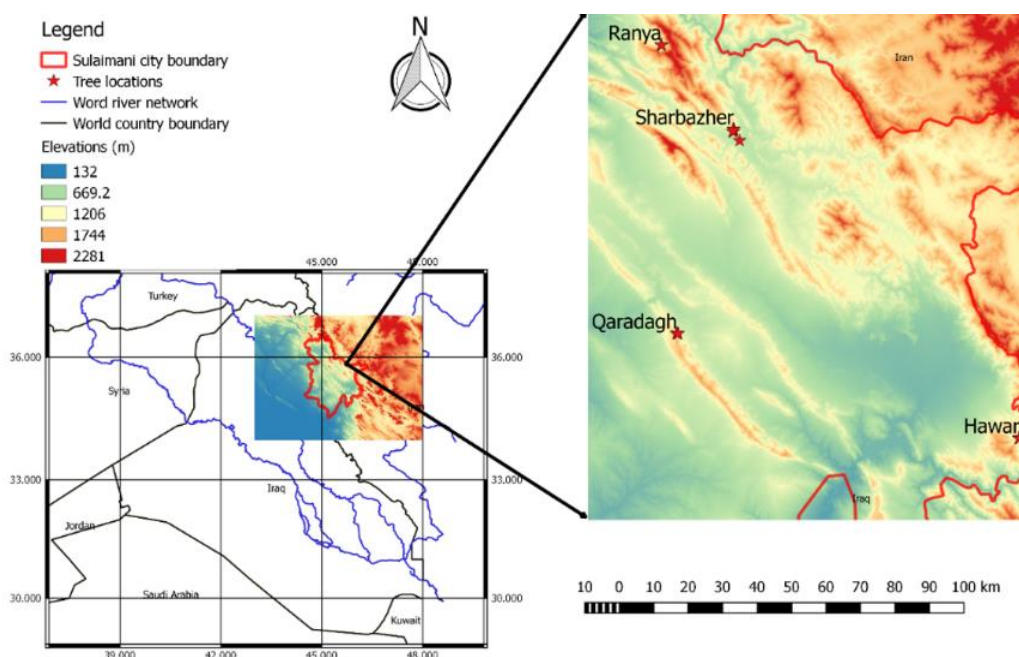 Legend
Sulaimani city boundary
Tree locations
Word river network
World country boundary
Elevations (m)
132
669.2
1206
1744
2281
N
Ranya
Iran
Sharbazher
Qaradagh
Hawar
Iraq
45.000
Turkey
36.000
36.000
Syria
33.000
33.000
Iraq
Jordan
Saudi Arabia
30.000
30.000
Kuwait
39.000
42.000
45.000
48.000
10 0 10 20 30 40 50 60 70 80 90 100 km